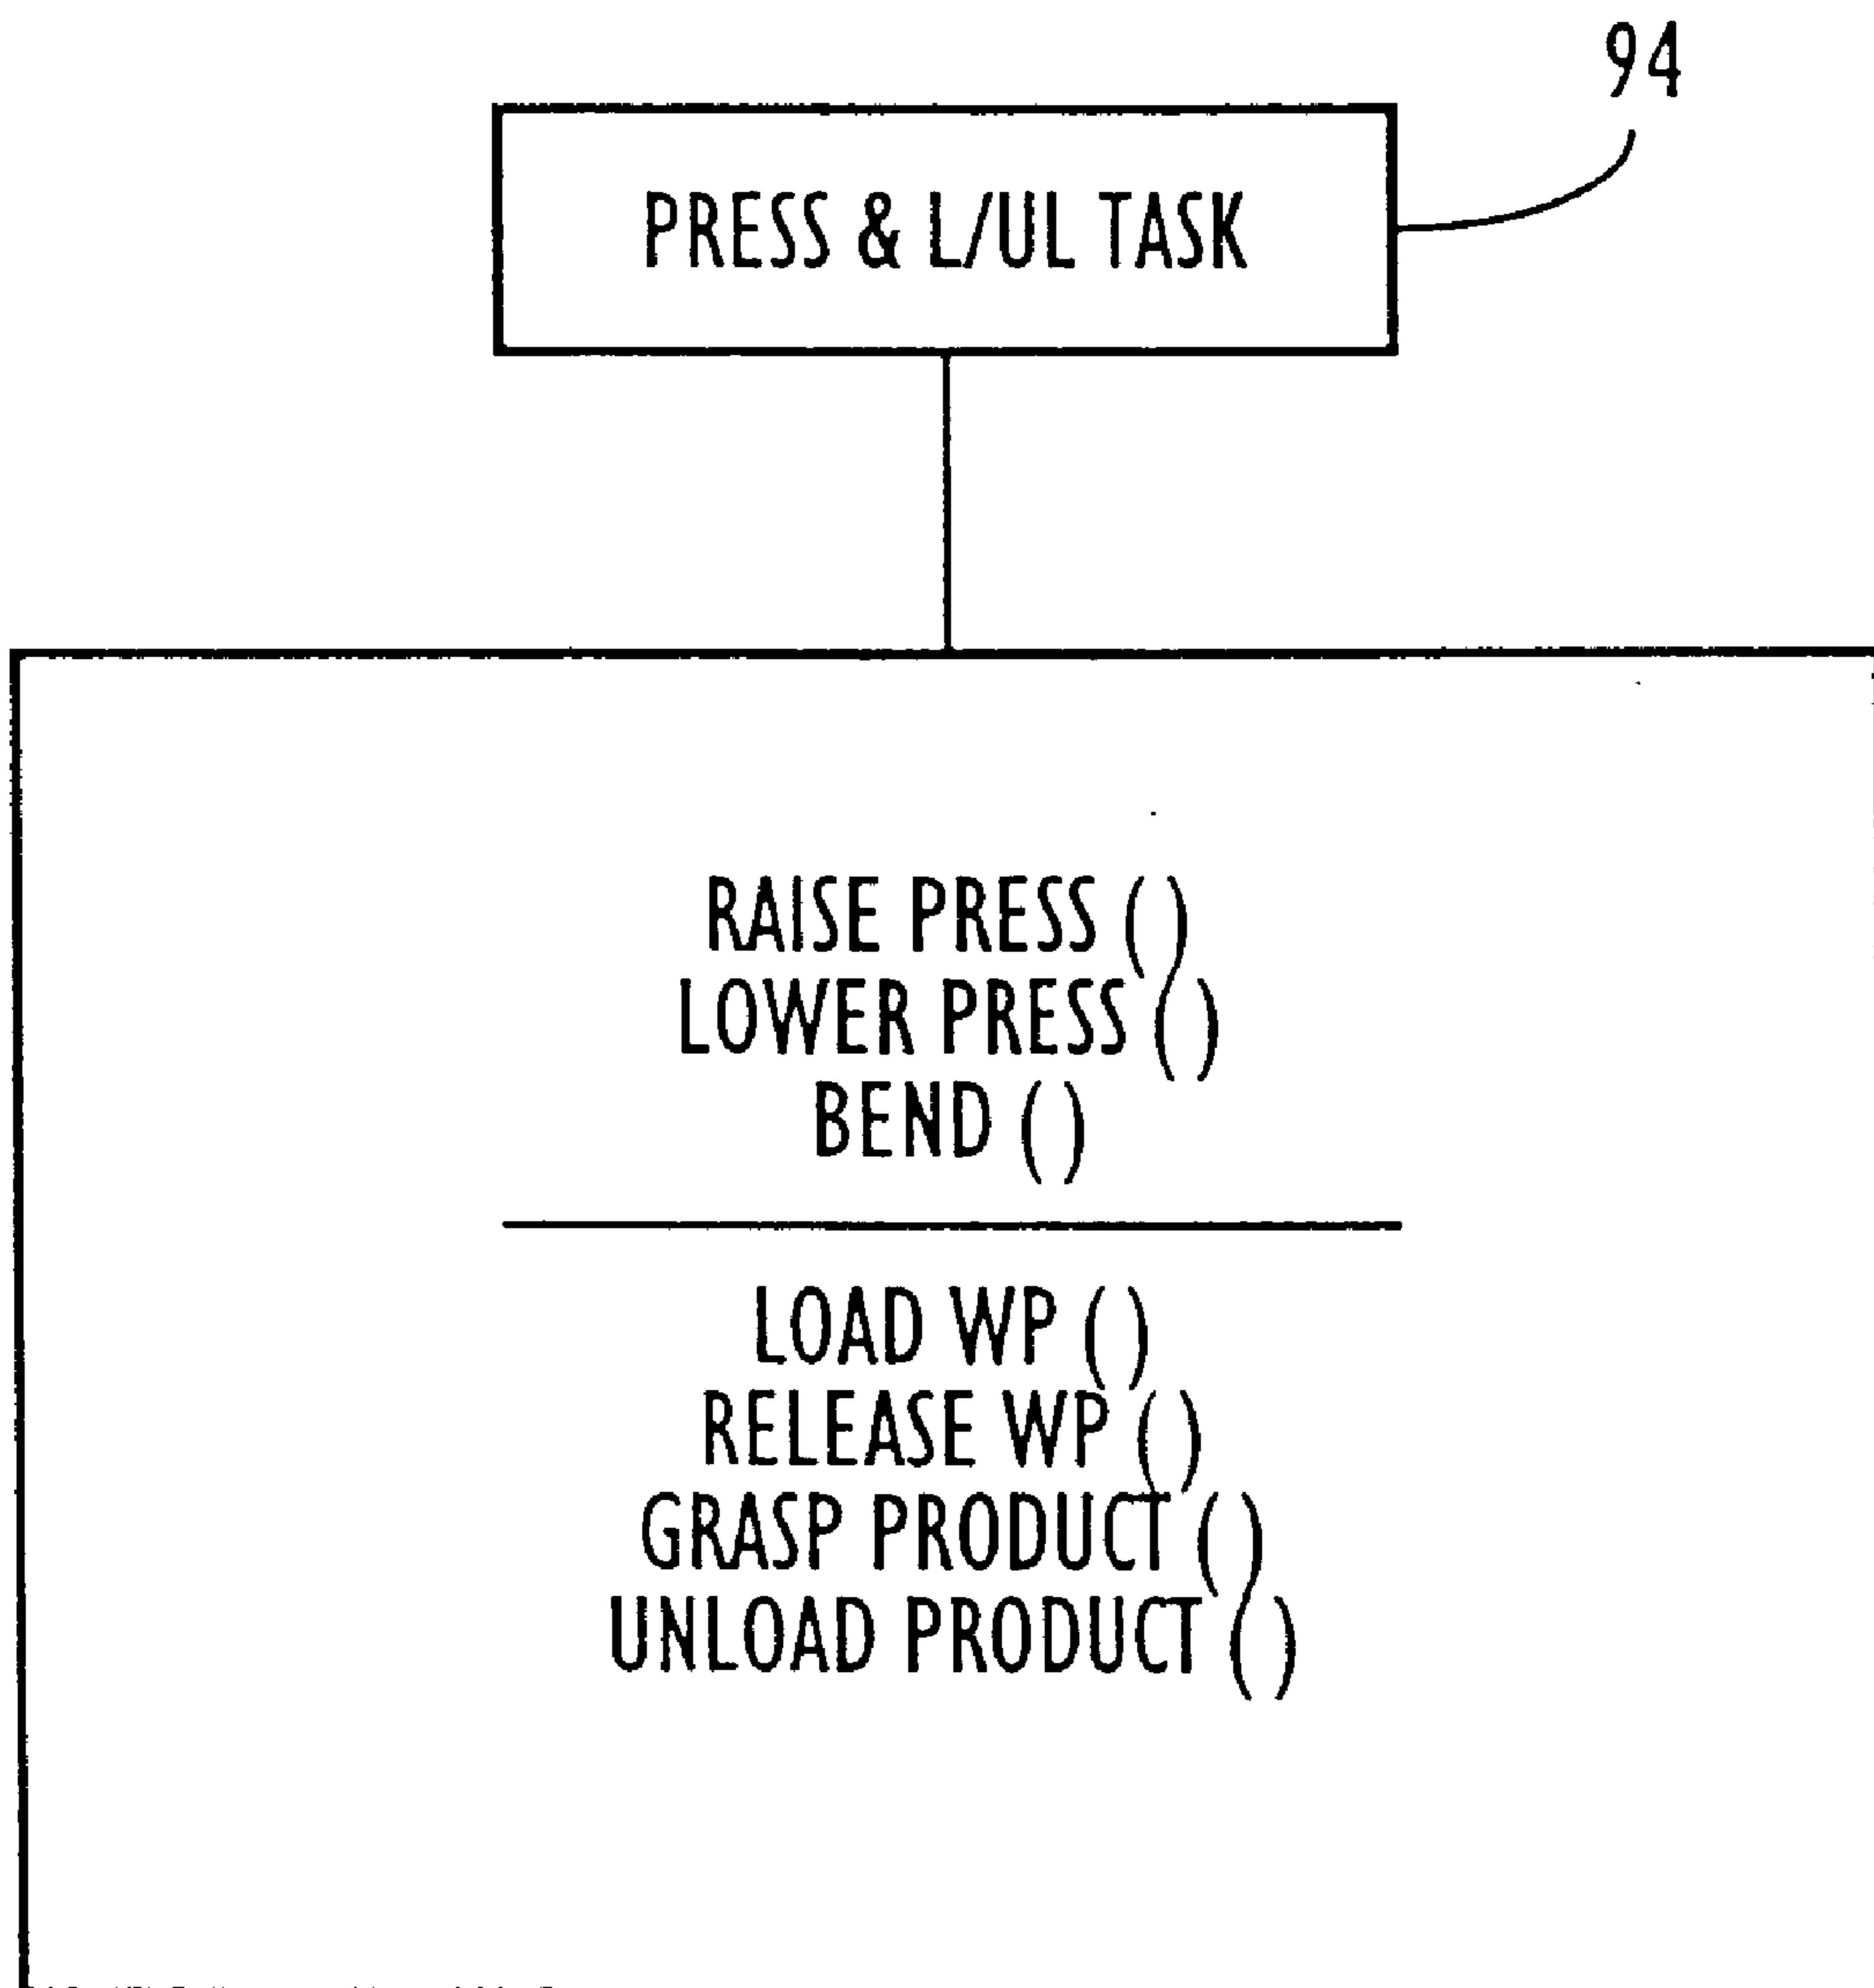 94
PRESS & L/UL TASK
RAISE PRESS ()
LOWER PRESS ()
BEND ()
LOAD WP ()
RELEASE WP ()
GRASP PRODUCT ()
UNLOAD PRODUCT ()